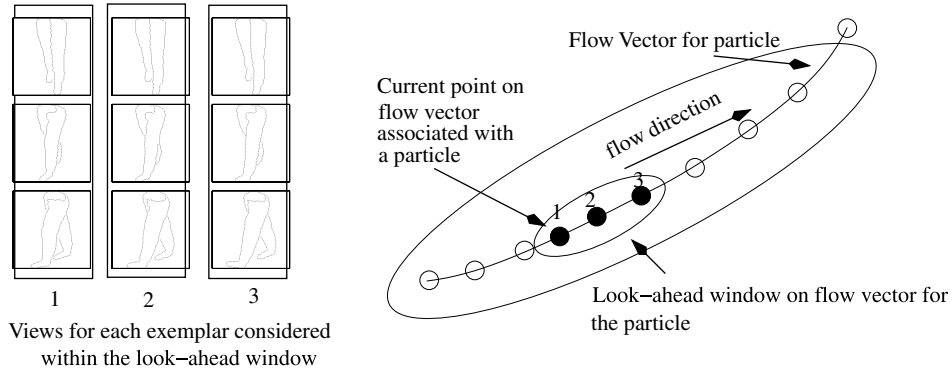 1
2
3
Views for each exemplar considered
within the look−ahead window
Flow Vector for particle
Current point on
flow vector
associated with
a particle
flow direction
1
2
3
Look−ahead window on flow vector for
the particle